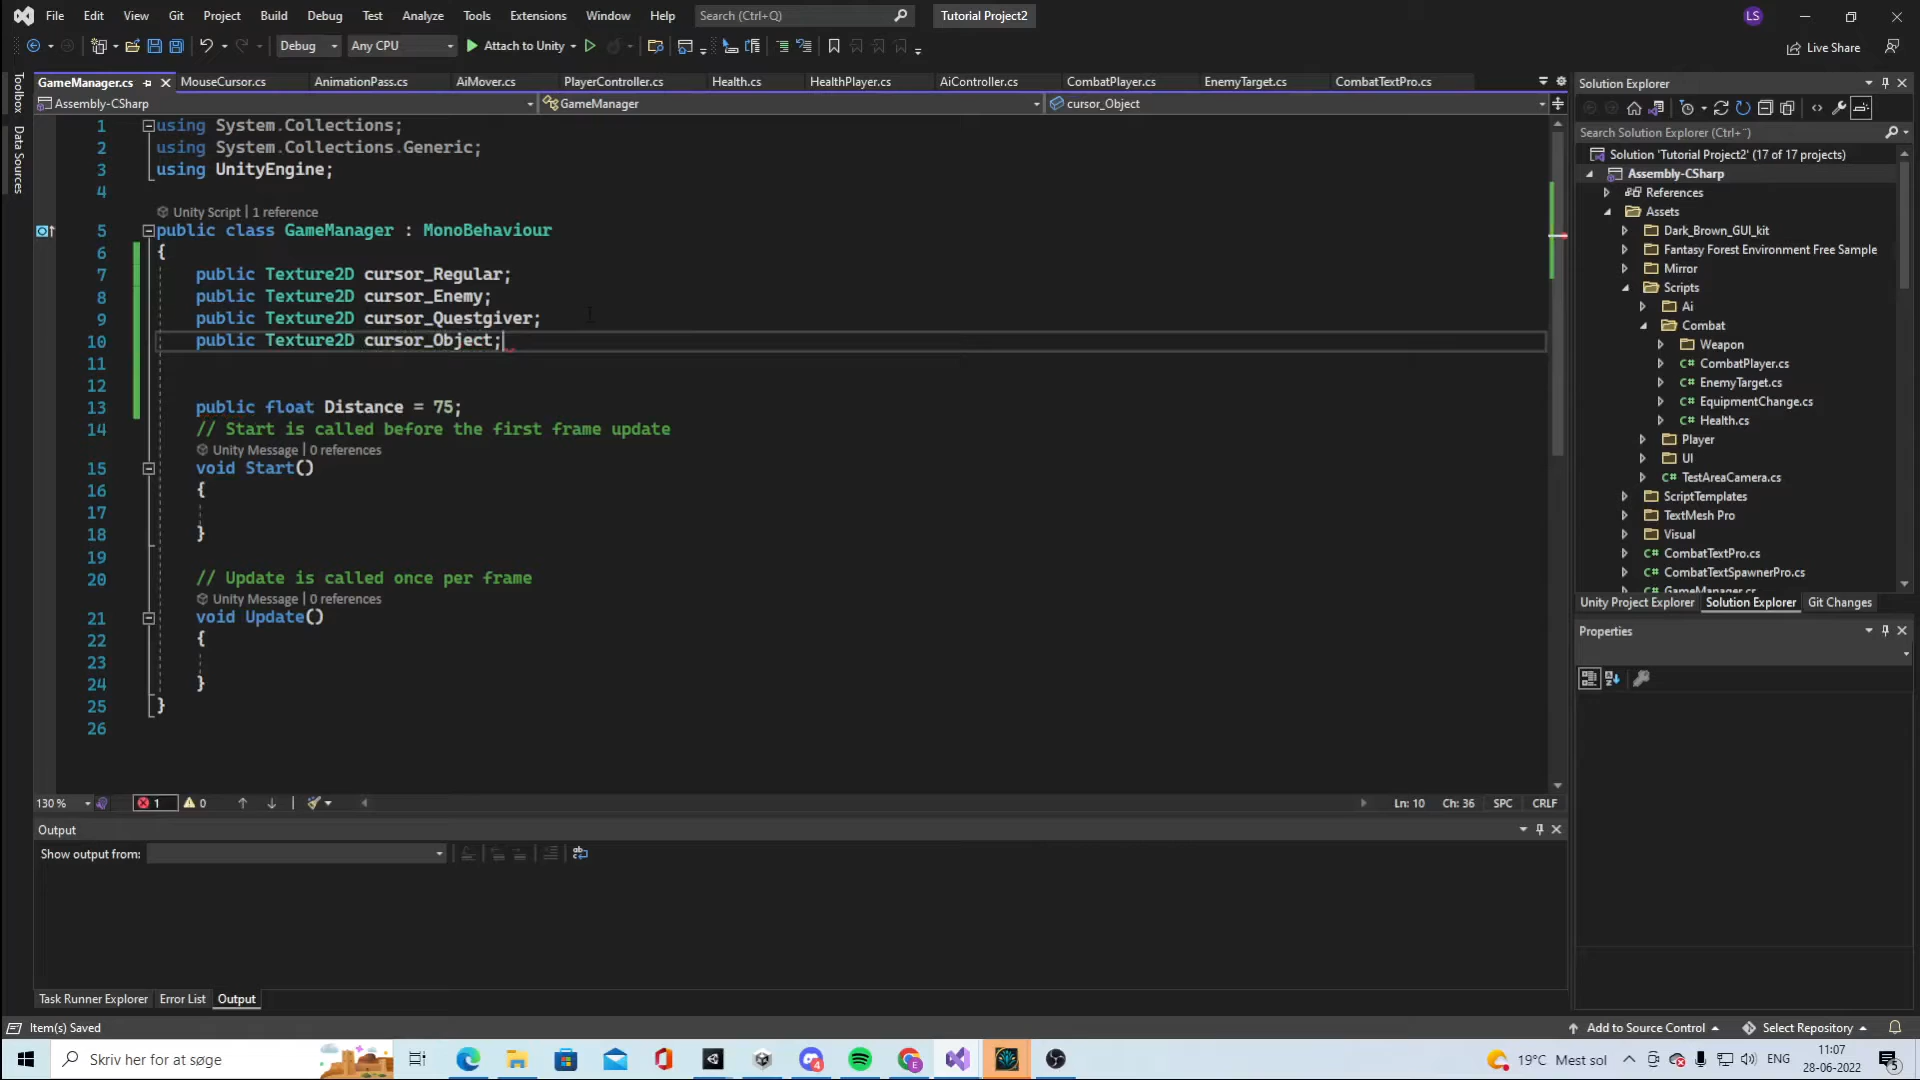 File Edit View Git Project Build Debug Test Analyze Tools Extensions Window Help Search (Ctrl+Q) Tutorial Project2 LS
Debug Any CPU Attach to Unity Live Share
GameManager.cs MouseCursor.cs AnimationPass.cs AiMover.cs PlayerController.cs Health.cs HealthPlayer.cs AiController.cs CombatPlayer.cs EnemyTarget.cs CombatTextPro.cs
Assembly-CSharp GameManager cursor_Object
Toolbox
Data Sources
1 using System.Collections;
2 using System.Collections.Generic;
3 using UnityEngine;
4
Unity Script | 1 reference
5 public class GameManager : MonoBehaviour
6 {
7 public Texture2D cursor_Regular;
8 public Texture2D cursor_Enemy;
9 public Texture2D cursor_Questgiver;
10 public Texture2D cursor_Object;
11
12
13 public float Distance = 75;
14 // Start is called before the first frame update
Unity Message | 0 references
15 void Start()
16 {
17
18 }
19
20 // Update is called once per frame
Unity Message | 0 references
21 void Update()
22 {
23
24 }
25 }
26
130 % 1 0 Ln: 10 Ch: 36 SPC CRLF
Output
Show output from:
Task Runner Explorer Error List Output
Solution Explorer
Search Solution Explorer (Ctrl+¨)
Solution 'Tutorial Project2' (17 of 17 projects)
Assembly-CSharp
References
Assets
Dark_Brown_GUI_kit
Fantasy Forest Environment Free Sample
Mirror
Scripts
Ai
Combat
Weapon
C# CombatPlayer.cs
C# EnemyTarget.cs
C# EquipmentChange.cs
C# Health.cs
Player
UI
C# TestAreaCamera.cs
ScriptTemplates
TextMesh Pro
Visual
C# CombatTextPro.cs
C# CombatTextSpawnerPro.cs
C# GameManager.cs
Unity Project Explorer Solution Explorer Git Changes
Properties
Item(s) Saved Add to Source Control Select Repository
Skriv her for at søge 19°C Mest sol ENG 11:07
28-06-2022 5